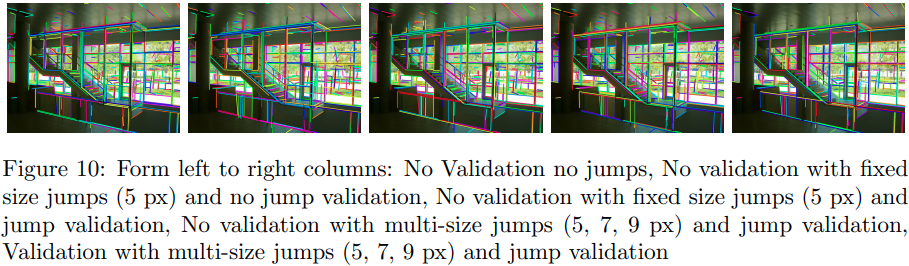 Figure 10: Form left to right columns: No Validation no jumps, No validation with fixed
size jumps (5 px) and no jump validation, No validation with fixed size jumps (5 px) and
jump validation, No validation with multi-size jumps (5, 7, 9 px) and jump validation,
Validation with multi-size jumps (5, 7, 9 px) and jump validation